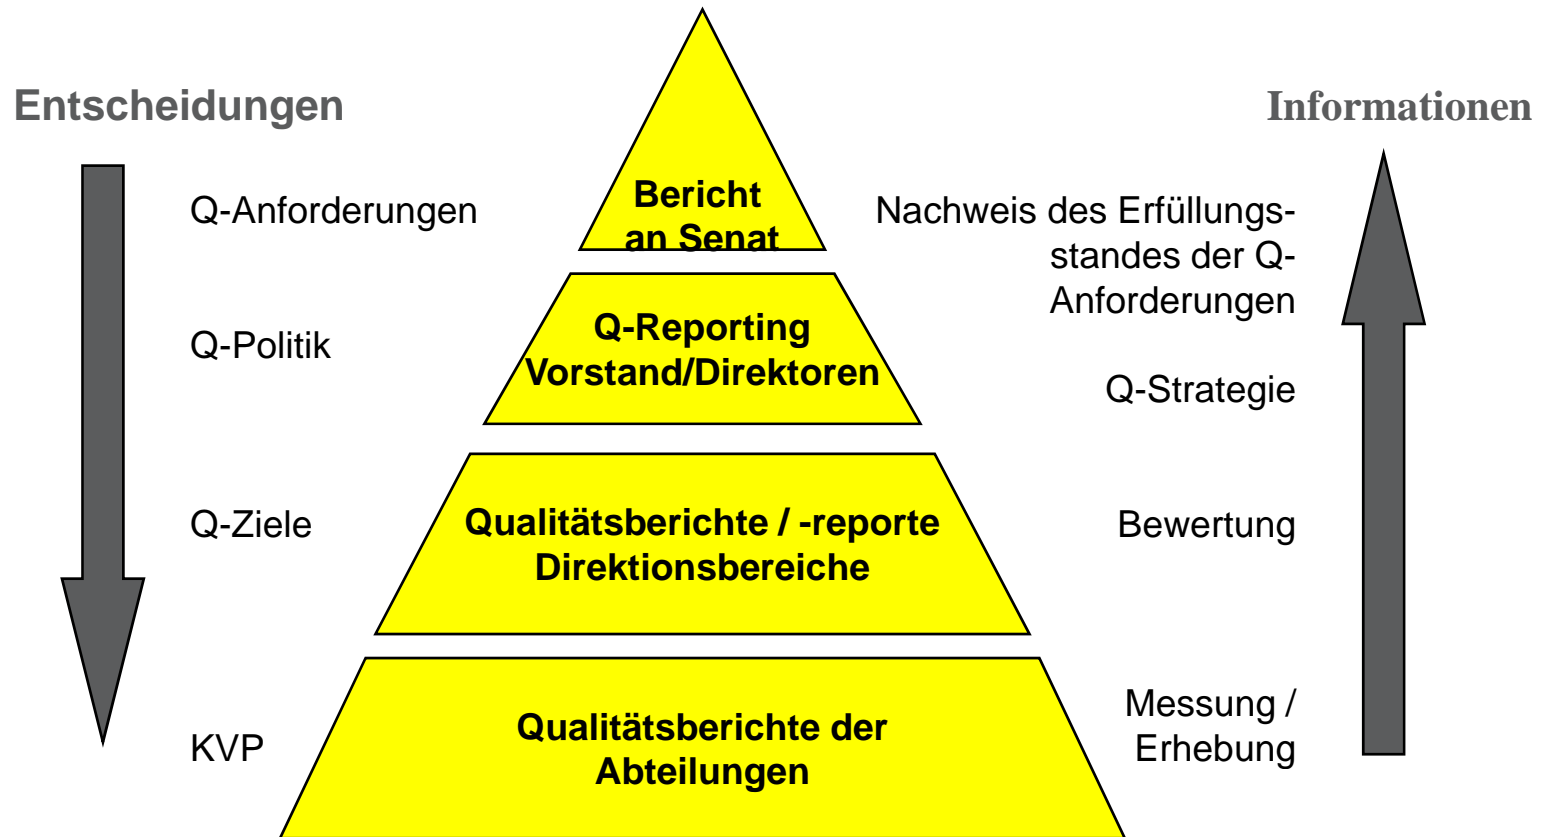 Entscheidungen
Informationen
Q-Anforderungen
Bericht
an Senat
Nachweis des Erfüllungs-
standes der Q-
Anforderungen
Q-Politik
Q-Reporting
Vorstand/Direktoren
Q-Strategie
Q-Ziele
Qualitätsberichte / -reporte
Direktionsbereiche
Bewertung
KVP
Qualitätsberichte der
Abteilungen
Messung /
Erhebung